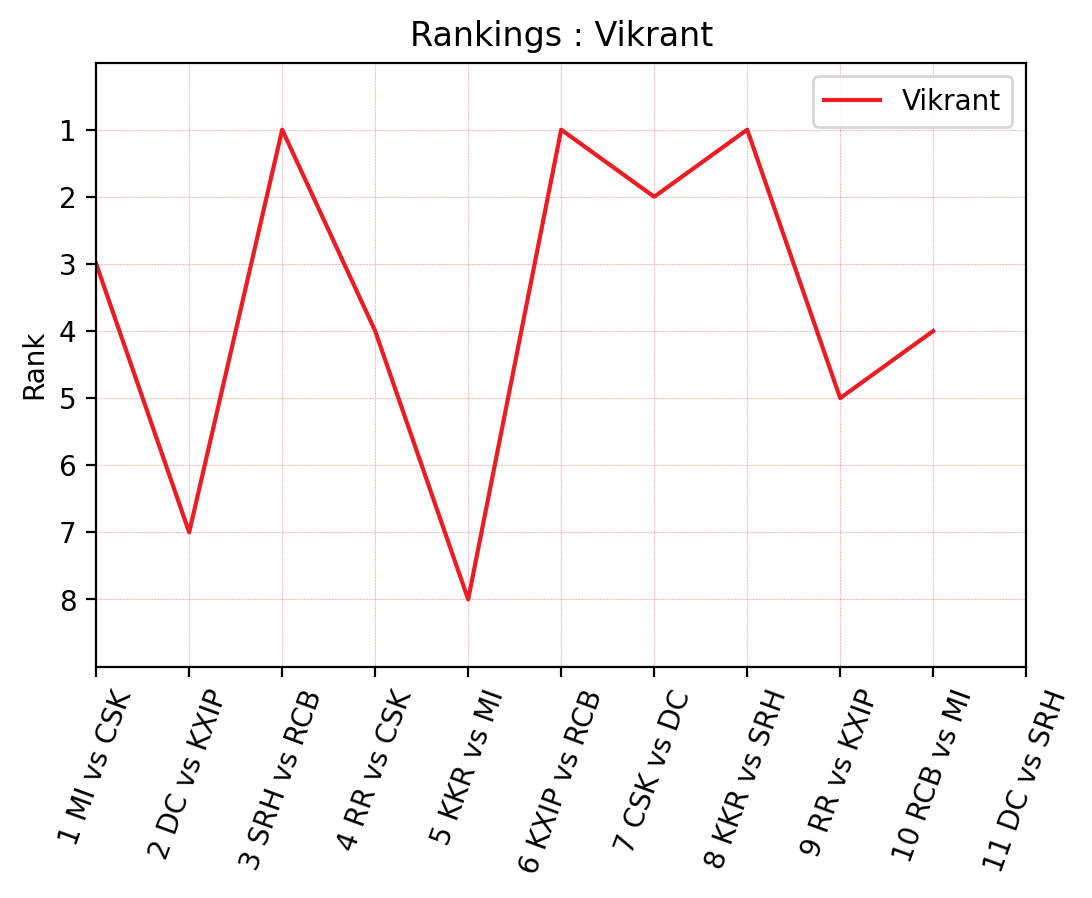 Rankings : Vikrant
Vikrant
Rank
1
2
3
4
5
6
7
8
1 MI vs CSK
2 DC vs KXIP
3 SRH vs RCB
4 RR vs CSK
5 KKR vs MI
6 KXIP vs RCB
7 CSK vs DC
8 KKR vs SRH
9 RR vs KXIP
10 RCB vs MI
11 DC vs SRH